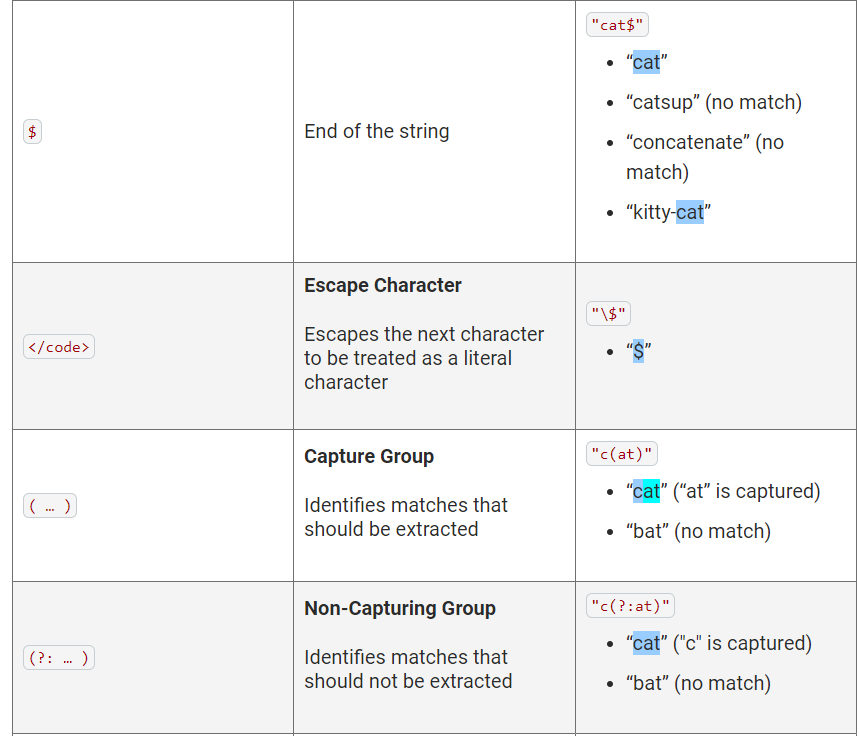 "cat$"
“cat”
“catsup” (no match)
$
End of the string
“concatenate” (no
match)
“kitty-cat”
</code>
Escape Character
Escapes the next character
to be treated as a literal
character
"\$"
“$”
( … )
Capture Group
Identifies matches that
should be extracted
"c(at)"
“cat” (“at” is captured)
“bat” (no match)
(?: … )
Non-Capturing Group
Identifies matches that
should not be extracted
"c(?:at)"
“cat” ("c" is captured)
“bat” (no match)